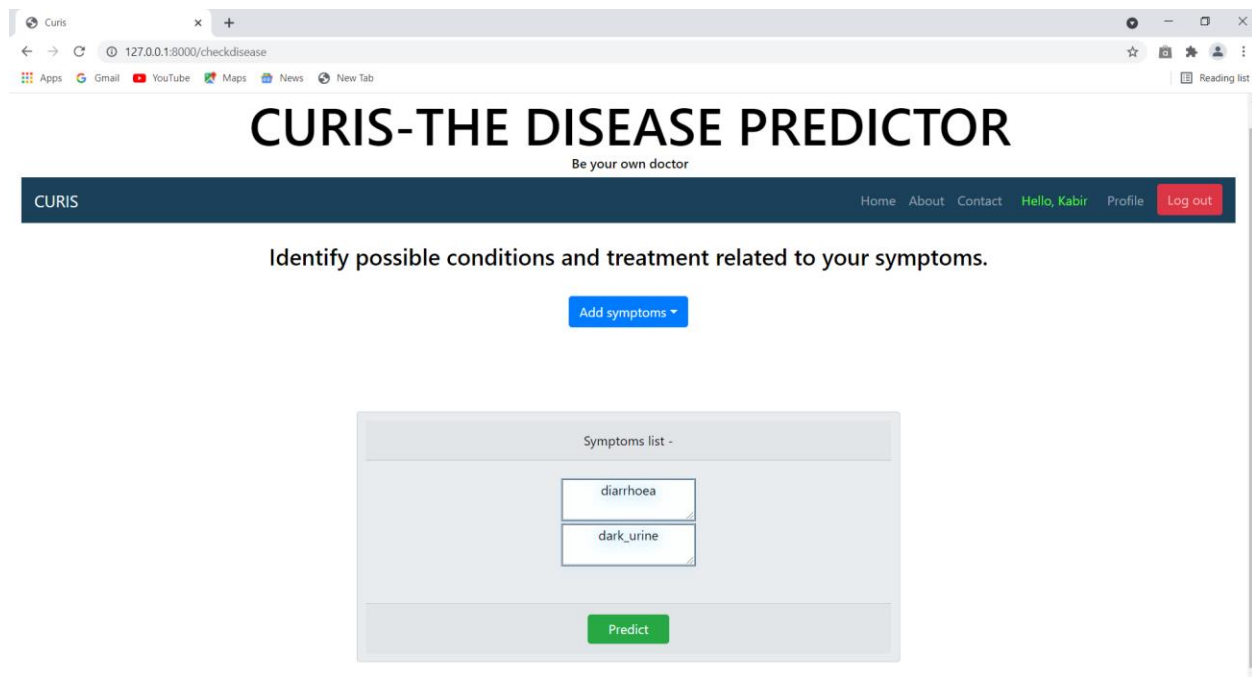 Curis
127.0.0.1:8000/checkdisease
Apps Gmail YouTube Maps News New Tab Reading list
CURIS-THE DISEASE PREDICTOR
Be your own doctor
CURIS Home About Contact Hello, Kabir Profile Log out
Identify possible conditions and treatment related to your symptoms.
Add symptoms
Symptoms list -
diarrhoea
dark_urine
Predict